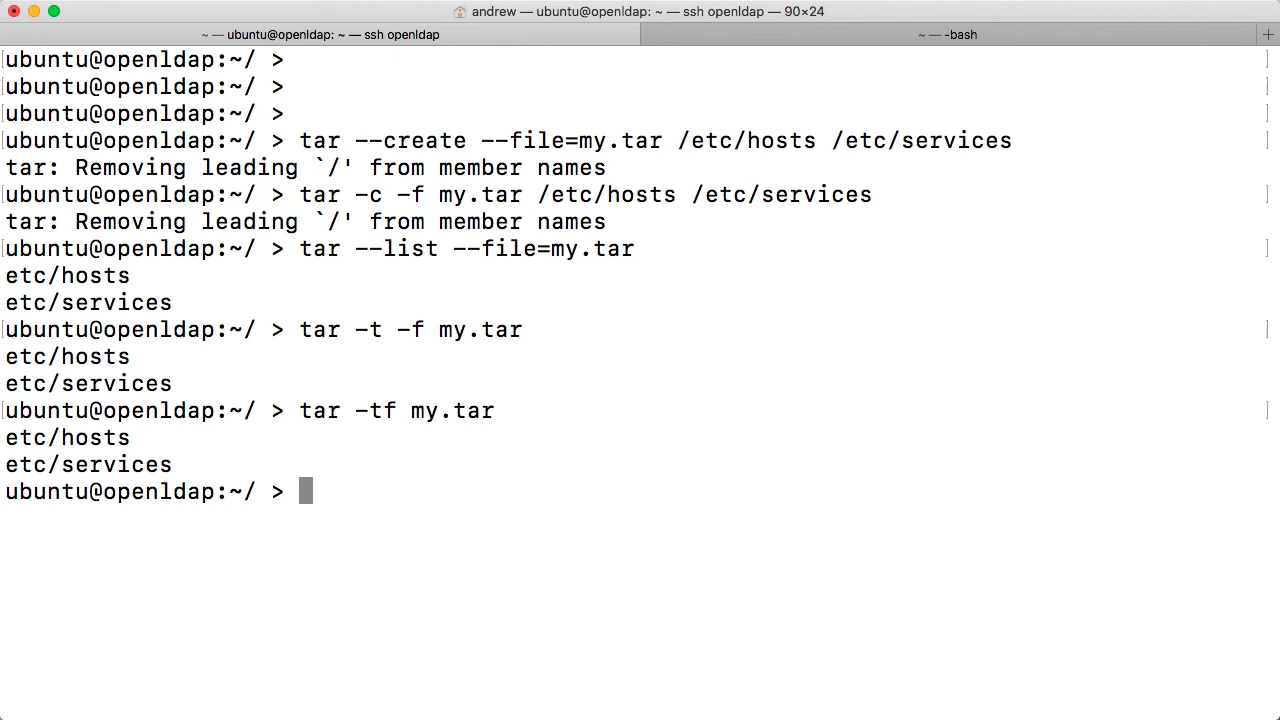 andrew — ubuntu@openldap: ~ — ssh openldap — 90×24
~ — ubuntu@openldap: ~ — ssh openldap
~ — -bash
ubuntu@openldap:~/ >
ubuntu@openldap:~/ >
ubuntu@openldap:~/ >
ubuntu@openldap:~/ > tar --create --file=my.tar /etc/hosts /etc/services
tar: Removing leading `/' from member names
ubuntu@openldap:~/ > tar -c -f my.tar /etc/hosts /etc/services
tar: Removing leading `/' from member names
ubuntu@openldap:~/ > tar --list --file=my.tar
etc/hosts
etc/services
ubuntu@openldap:~/ > tar -t -f my.tar
etc/hosts
etc/services
ubuntu@openldap:~/ > tar -tf my.tar
etc/hosts
etc/services
ubuntu@openldap:~/ >